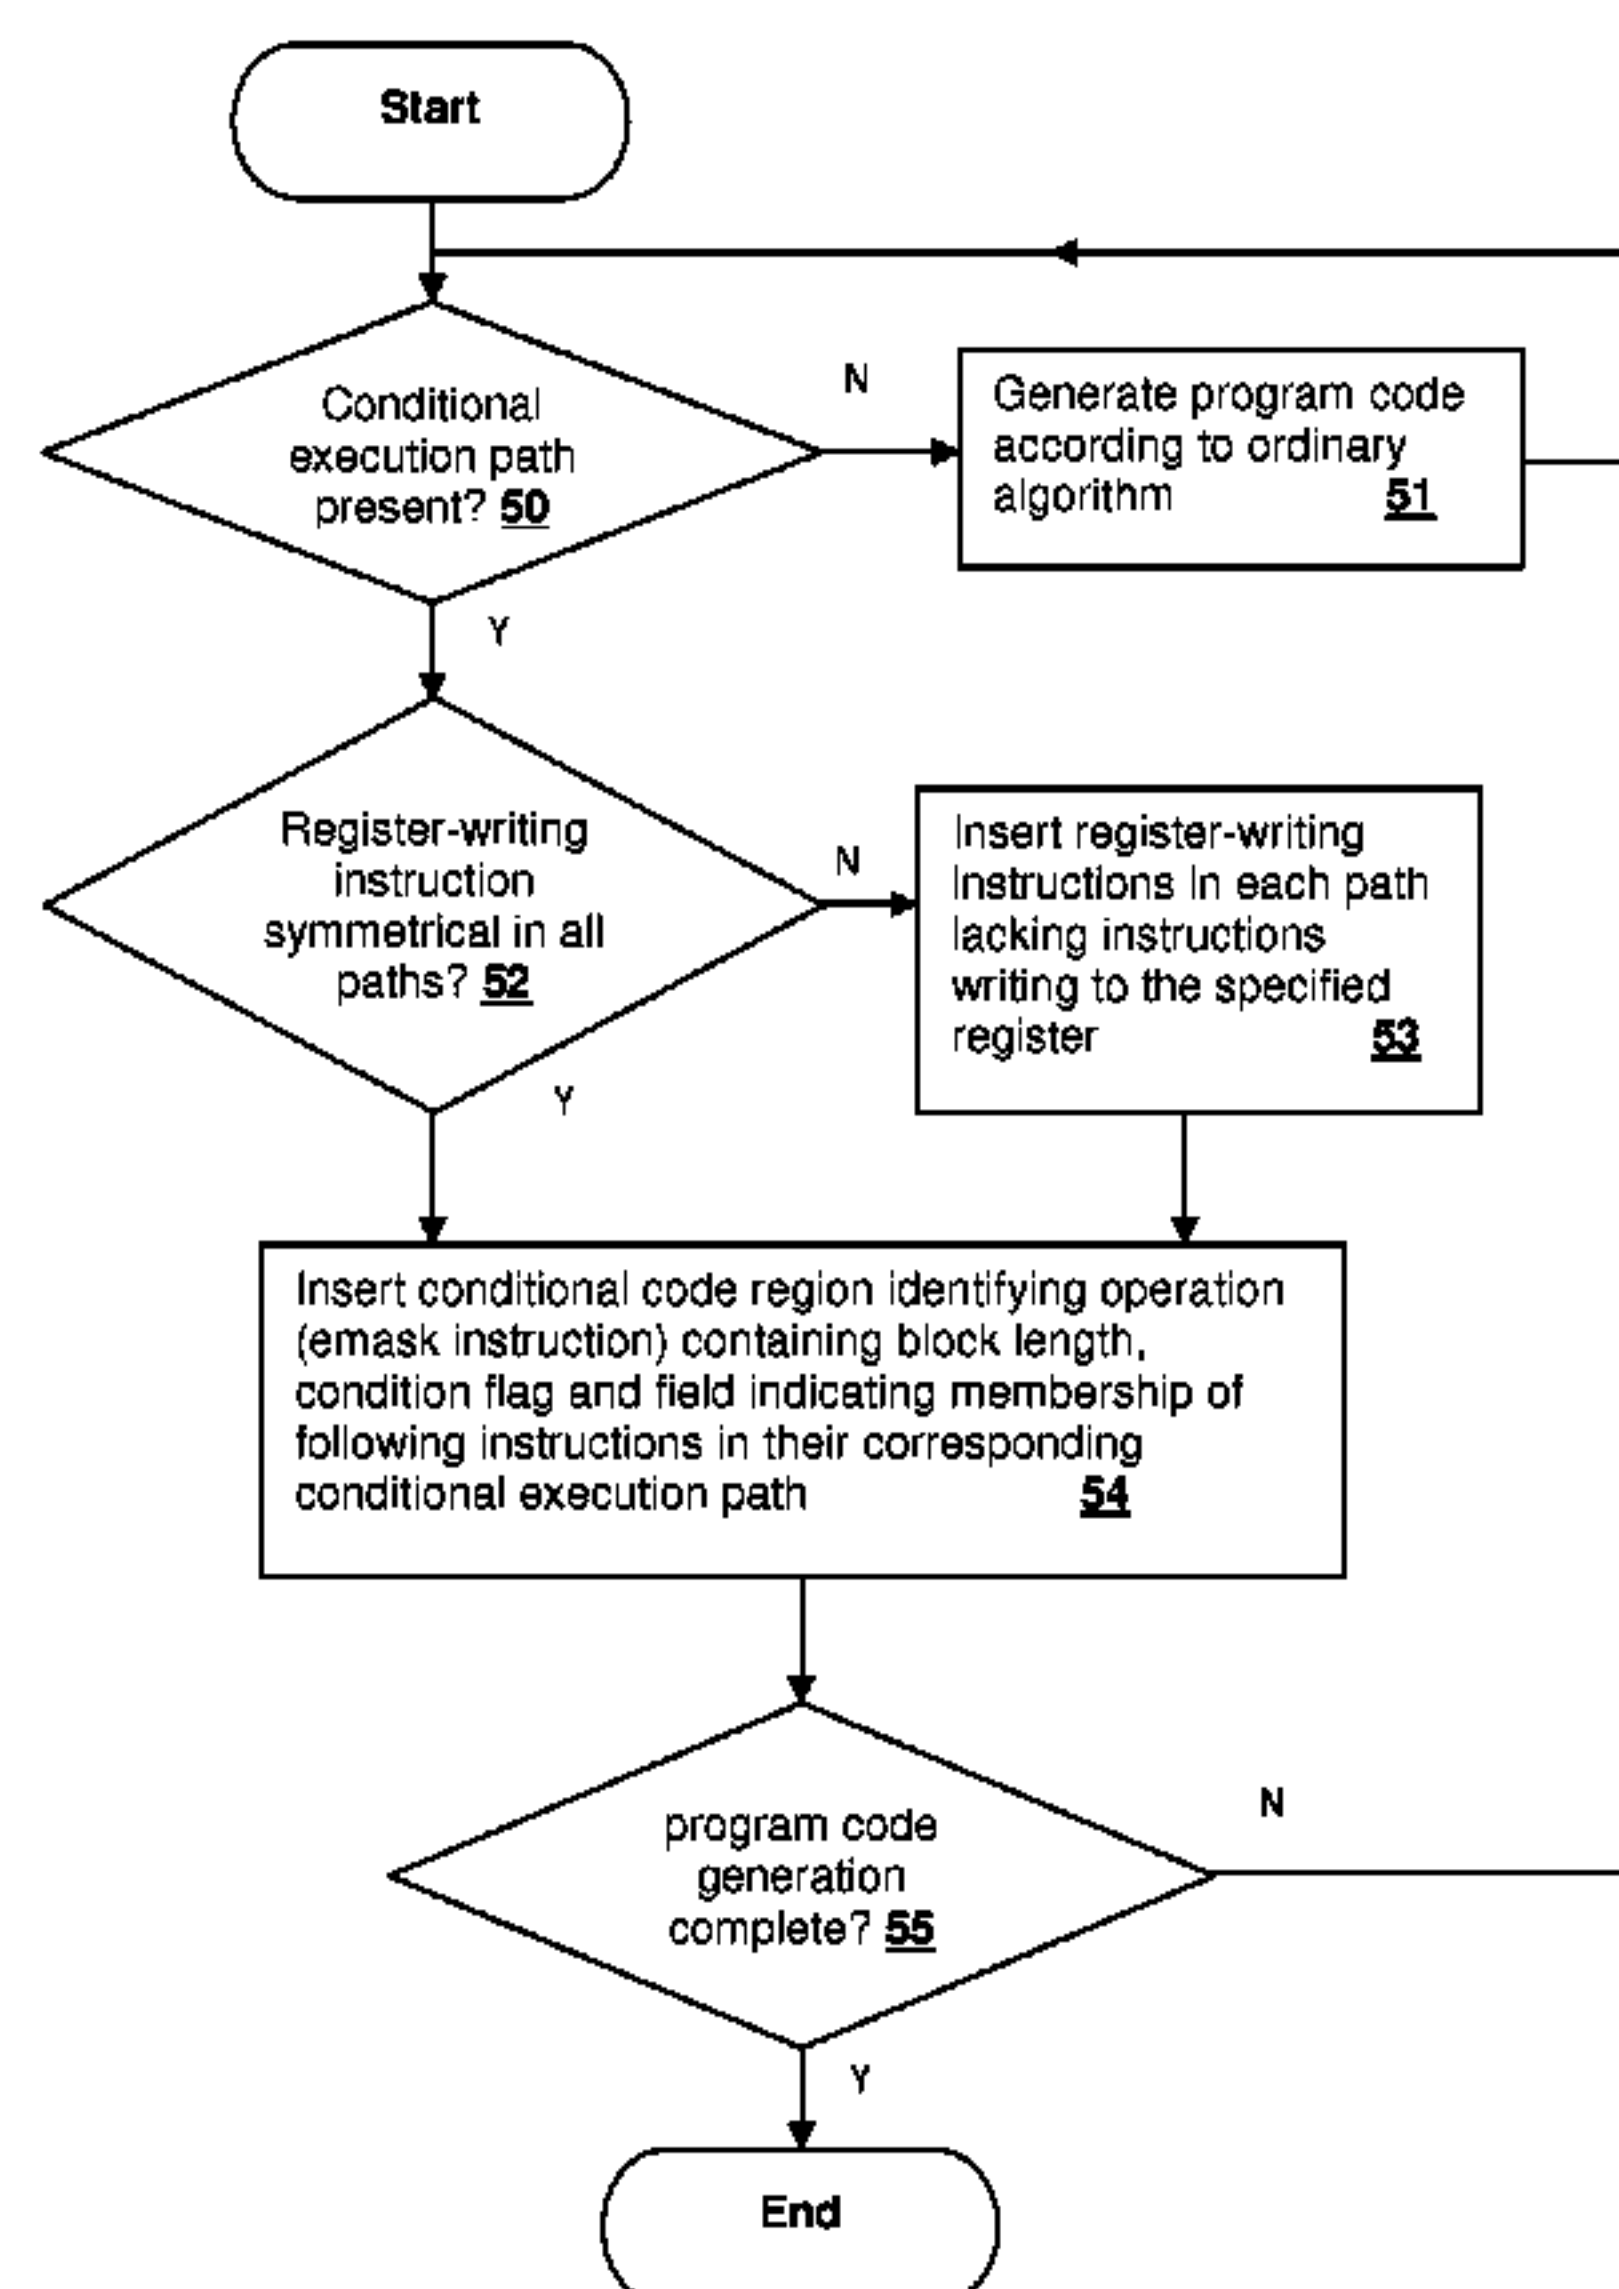 Start
Conditional
execution path
present? 50
N
Generate program code
according to ordinary
algorithm 51
Y
Register-writing
instruction
symmetrical in all
paths? 52
N
Insert register-writing
instructions in each path
lacking instructions
writing to the specified
register 53
Y
Insert conditional code region identifying operation
(emask instruction) containing block length,
condition flag and field indicating membership of
following instructions in their corresponding
conditional execution path 54
program code
generation
complete? 55
N
Y
End